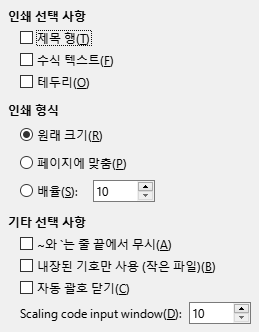 인쇄 선택 사항
제목 행(T)
수식 텍스트(F)
테두리(O)
인쇄 형식
원래 크기(R)
페이지에 맞춤(P)
배율(S): 10
기타 선택 사항
~와 `는 줄 끝에서 무시(A)
내장된 기호만 사용 (작은 파일)(B)
자동 괄호 닫기(C)
Scaling code input window(D): 10